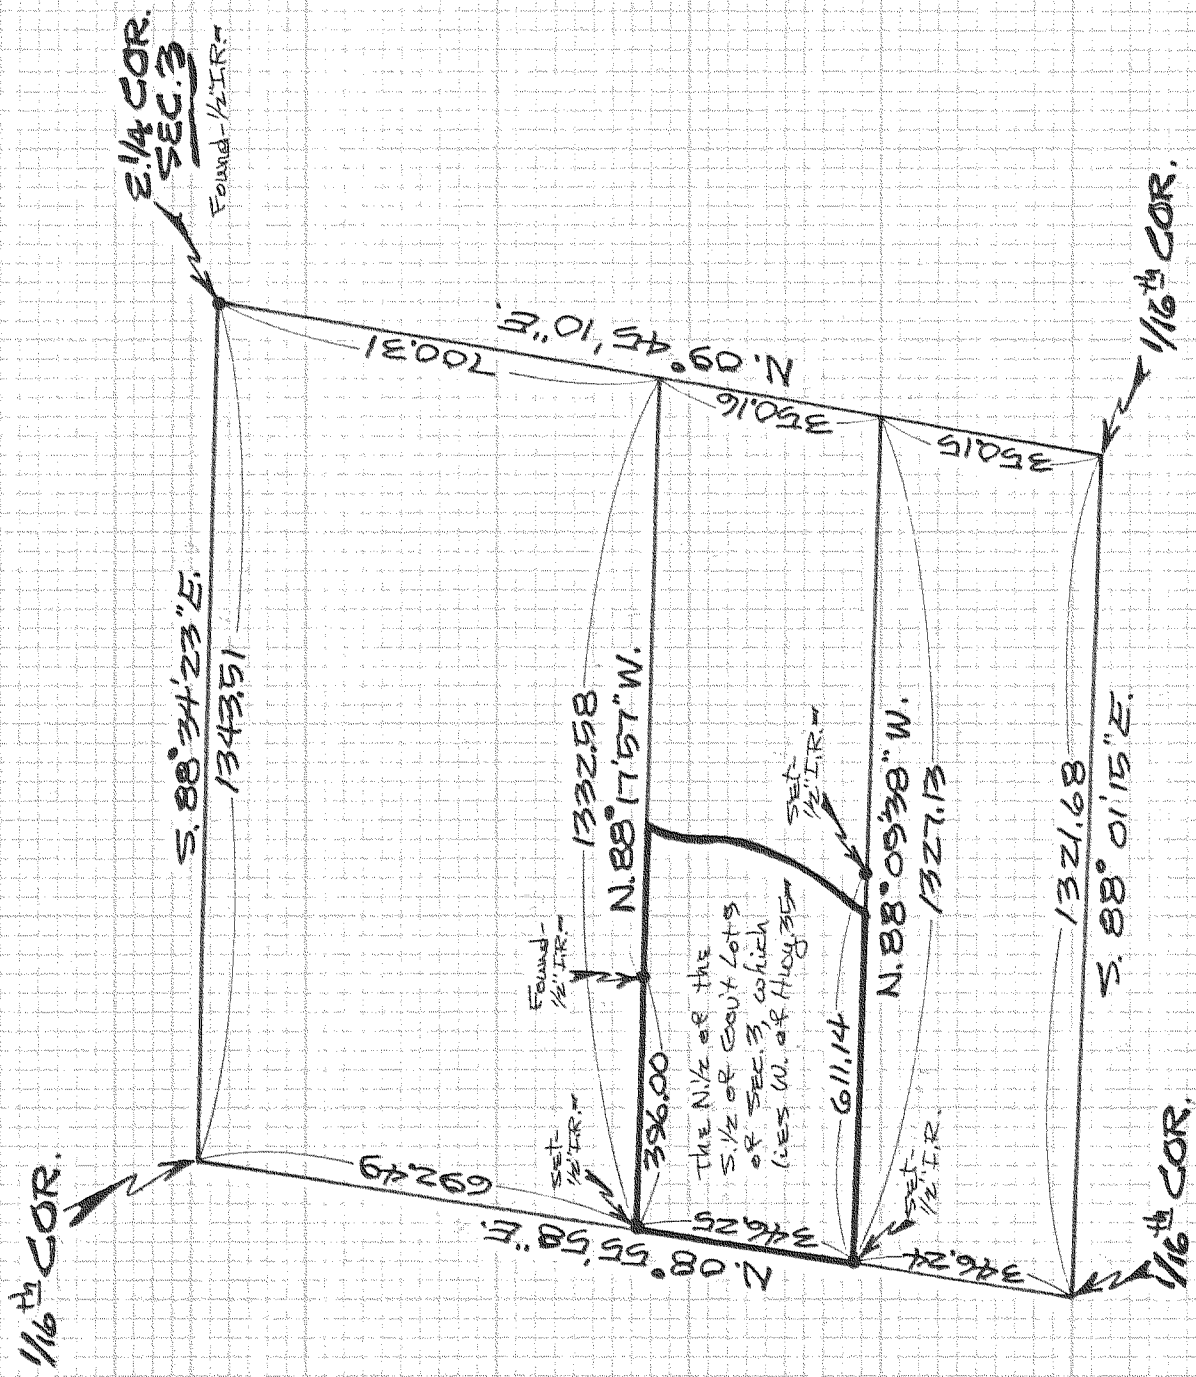 1/16th COR.
E.1/4 COR.
SEC.3
Found-1/2"I.R.-
S. 88° 34' 23" E.
1343.51
692.49
N. 08° 55' 58" E.
700.31
N. 09° 45' 10" E.
1332.58
N. 88° 17' 57" W.
Found-
1/2" I.R.-
Set-
1/2" I.R.-
396.00
346.25
350.16
The N.1/2 of the
S.1/2 of Gov't Lot 9
of Sec.3, which
lies W. of Hwy.35-
Set-
1/2" I.R.-
611.14
N. 88° 09' 38" W.
1327.13
Set-
1/2" I.R.
346.24
350.15
1321.68
S. 88° 01' 15" E.
1/16th COR.
1/16th COR.